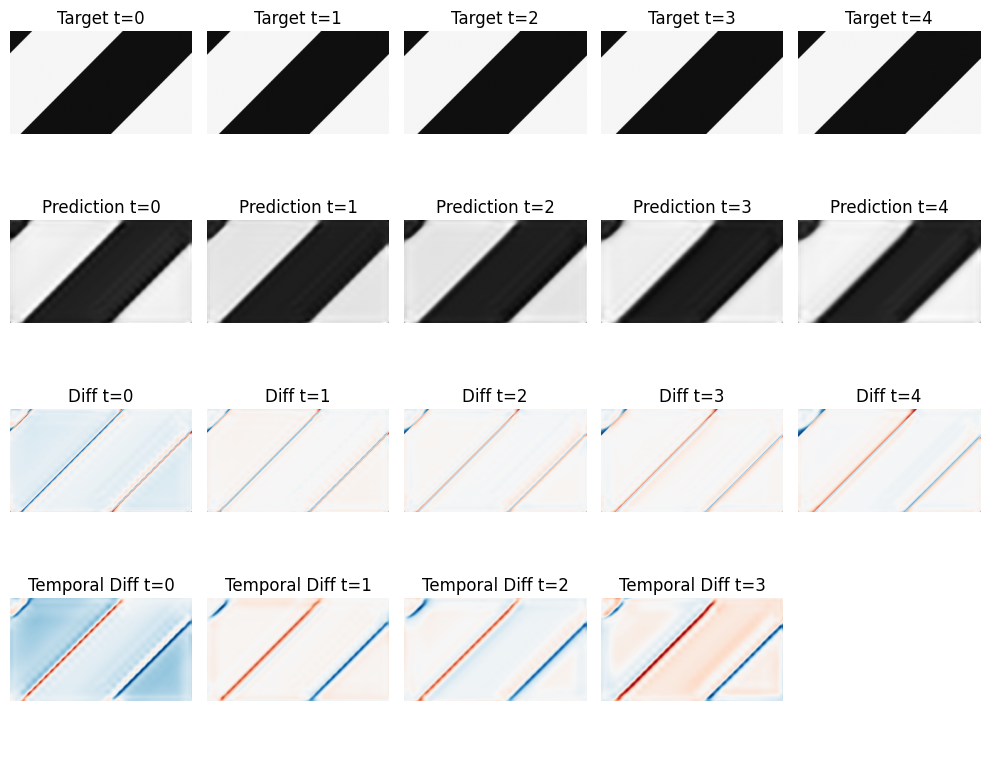 Target t=0 Target t=1 Target t=2 Target t=3 Target t=4
Prediction t=0 Prediction t=1 Prediction t=2 Prediction t=3 Prediction t=4
Diff t=0 Diff t=1 Diff t=2 Diff t=3 Diff t=4
Temporal Diff t=0 Temporal Diff t=1 Temporal Diff t=2 Temporal Diff t=3